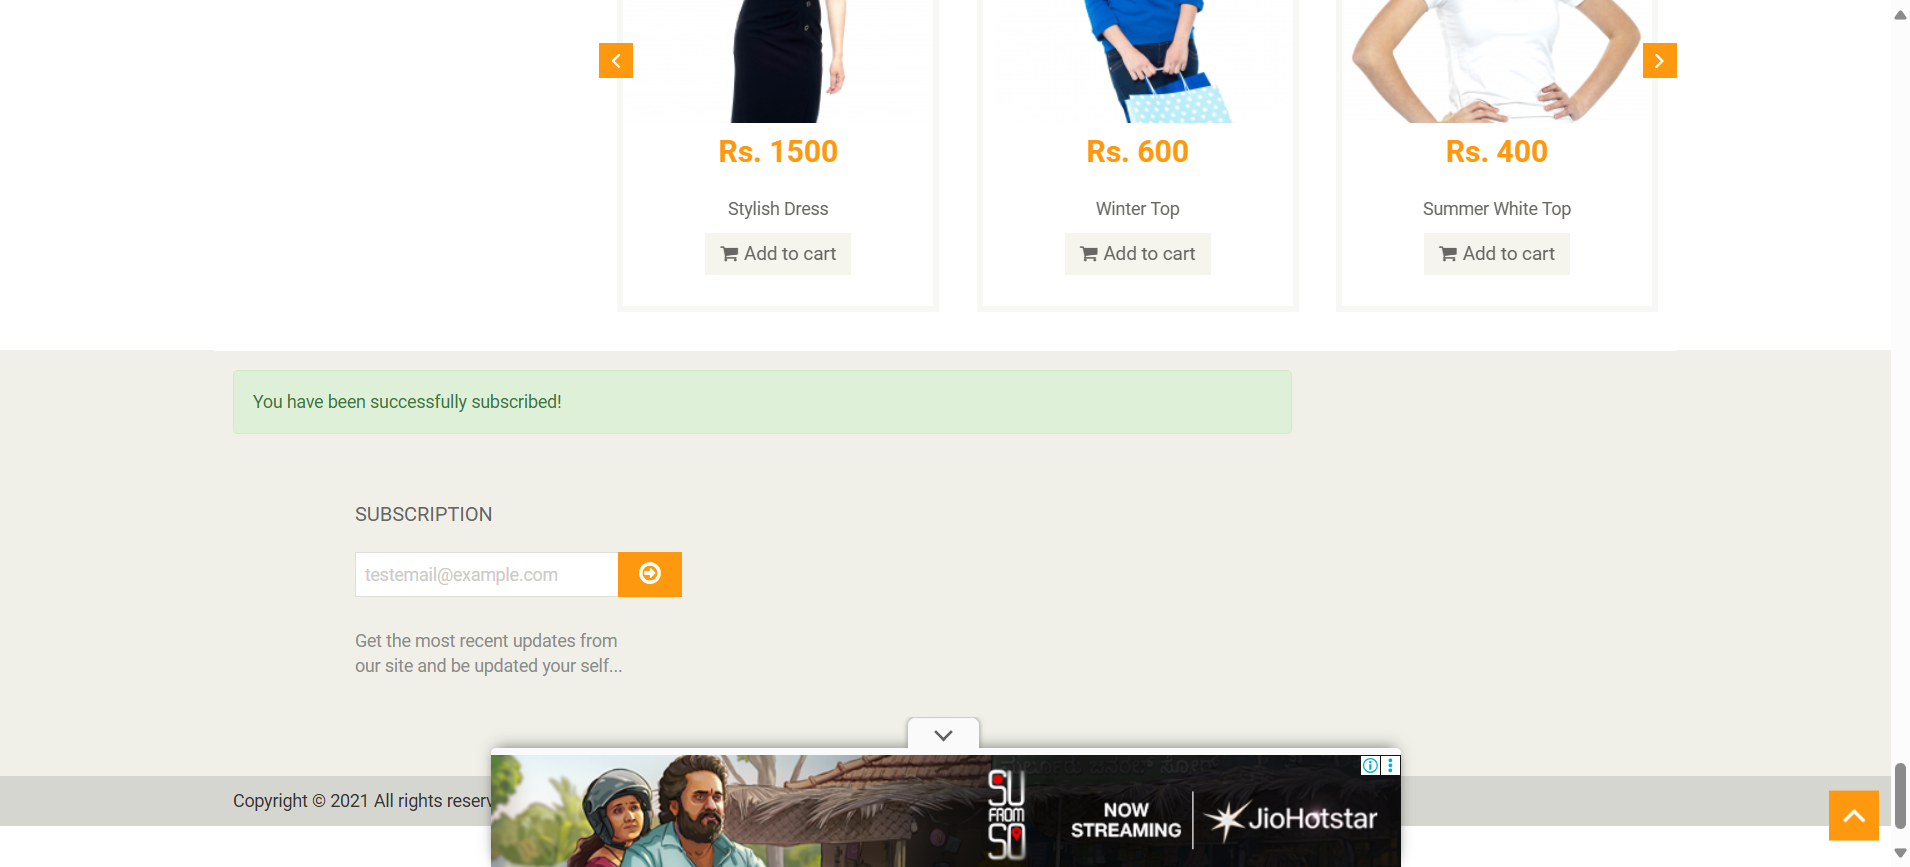 Rs. 1500
Rs. 600
Rs. 400
Stylish Dress
Winter Top
Summer White Top
Add to cart
Add to cart
Add to cart
You have been successfully subscribed!
SUBSCRIPTION
testemail@example.com
Get the most recent updates from
our site and be updated your self...
Copyright © 2021 All rights reserv
SU
FROM
SO
NOW
STREAMING
JioHotstar